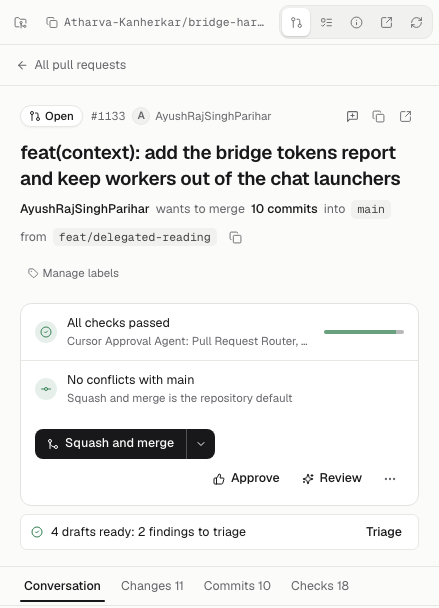 Atharva-Kanherkar/bridge-har…
All pull requests
Open #1133 A AyushRajSinghParihar
feat(context): add the bridge tokens report
and keep workers out of the chat launchers
AyushRajSinghParihar wants to merge 10 commits into main
from feat/delegated-reading
Manage labels
All checks passed
Cursor Approval Agent: Pull Request Router, …
No conflicts with main
Squash and merge is the repository default
Squash and merge
Approve Review
4 drafts ready: 2 findings to triage Triage
Conversation Changes 11 Commits 10 Checks 18